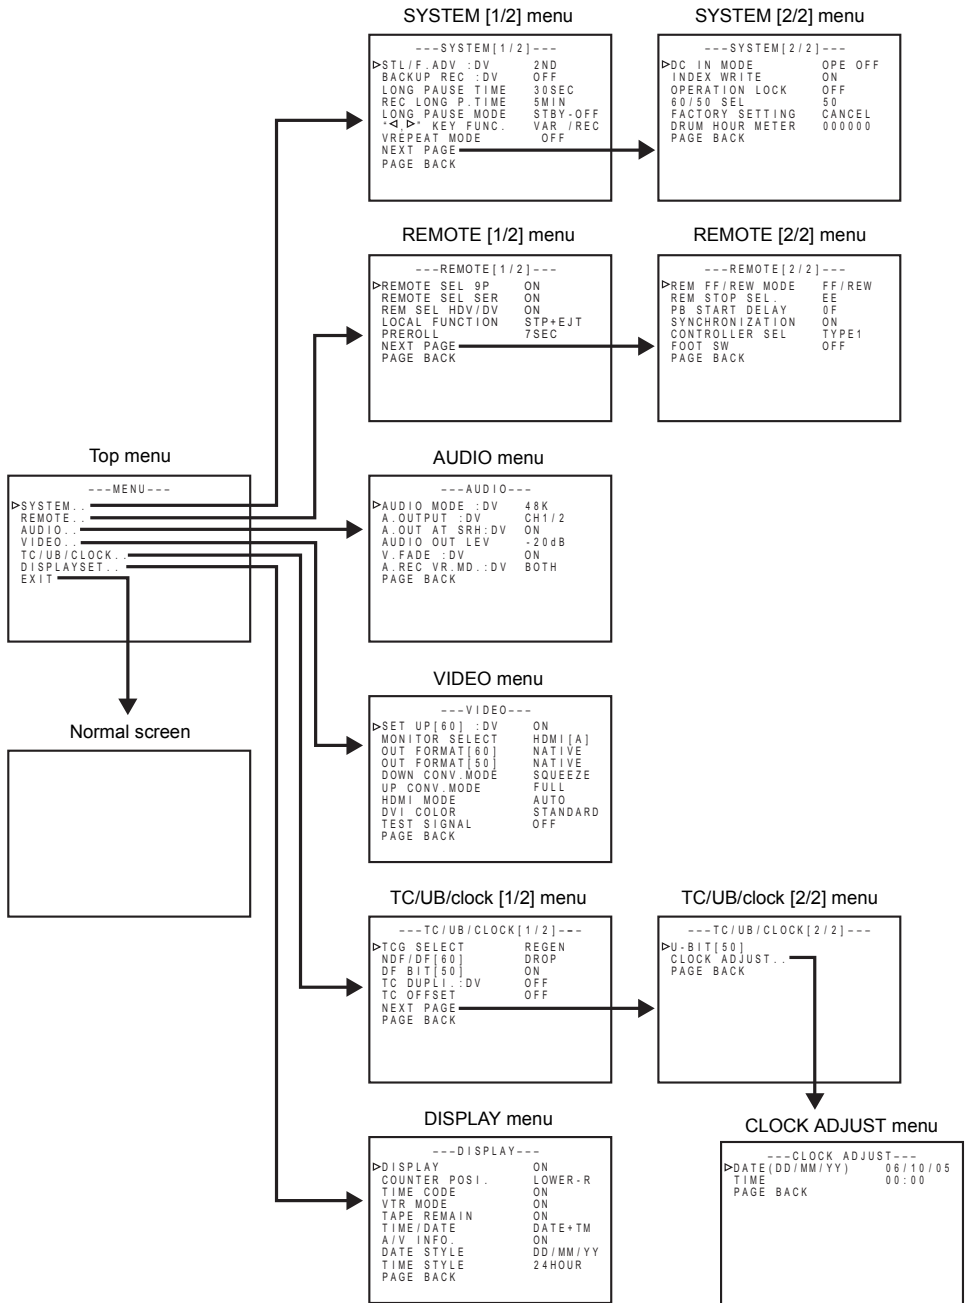 SYSTEM [1/2] menu
---SYSTEM[1/2]---
▷STL/F.ADV :DV 2ND
BACKUP REC :DV OFF
LONG PAUSE TIME 30SEC
REC LONG P.TIME 5MIN
LONG PAUSE MODE STBY-OFF
"◁,▷" KEY FUNC. VAR /REC
VREPEAT MODE OFF
NEXT PAGE
PAGE BACK
SYSTEM [2/2] menu
---SYSTEM[2/2]---
▷DC IN MODE OPE OFF
INDEX WRITE ON
OPERATION LOCK OFF
60/50 SEL 50
FACTORY SETTING CANCEL
DRUM HOUR METER 000000
PAGE BACK
REMOTE [1/2] menu
---REMOTE[1/2]---
▷REMOTE SEL 9P ON
REMOTE SEL SER ON
REM SEL HDV/DV ON
LOCAL FUNCTION STP+EJT
PREROLL 7SEC
NEXT PAGE
PAGE BACK
REMOTE [2/2] menu
---REMOTE[2/2]---
▷REM FF/REW MODE FF/REW
REM STOP SEL. EE
PB START DELAY 0F
SYNCHRONIZATION ON
CONTROLLER SEL TYPE1
FOOT SW OFF
PAGE BACK
Top menu
---MENU---
▷SYSTEM..
REMOTE..
AUDIO..
VIDEO..
TC/UB/CLOCK..
DISPLAYSET..
EXIT
AUDIO menu
---AUDIO---
▷AUDIO MODE :DV 48K
A.OUTPUT :DV CH1/2
A.OUT AT SRH:DV ON
AUDIO OUT LEV -20dB
V.FADE :DV ON
A.REC VR.MD.:DV BOTH
PAGE BACK
Normal screen
VIDEO menu
---VIDEO---
▷SET UP[60] :DV ON
MONITOR SELECT HDMI[A]
OUT FORMAT[60] NATIVE
OUT FORMAT[50] NATIVE
DOWN CONV.MODE SQUEEZE
UP CONV.MODE FULL
HDMI MODE AUTO
DVI COLOR STANDARD
TEST SIGNAL OFF
PAGE BACK
TC/UB/clock [1/2] menu
---TC/UB/CLOCK[1/2]---
▷TCG SELECT REGEN
NDF/DF[60] DROP
DF BIT[50] ON
TC DUPLI.:DV OFF
TC OFFSET OFF
NEXT PAGE
PAGE BACK
TC/UB/clock [2/2] menu
---TC/UB/CLOCK[2/2]---
▷U-BIT[50]
CLOCK ADJUST..
PAGE BACK
DISPLAY menu
---DISPLAY---
▷DISPLAY ON
COUNTER POSI. LOWER-R
TIME CODE ON
VTR MODE ON
TAPE REMAIN ON
TIME/DATE DATE+TM
A/V INFO. ON
DATE STYLE DD/MM/YY
TIME STYLE 24HOUR
PAGE BACK
CLOCK ADJUST menu
---CLOCK ADJUST---
▷DATE(DD/MM/YY) 06/10/05
TIME 00:00
PAGE BACK